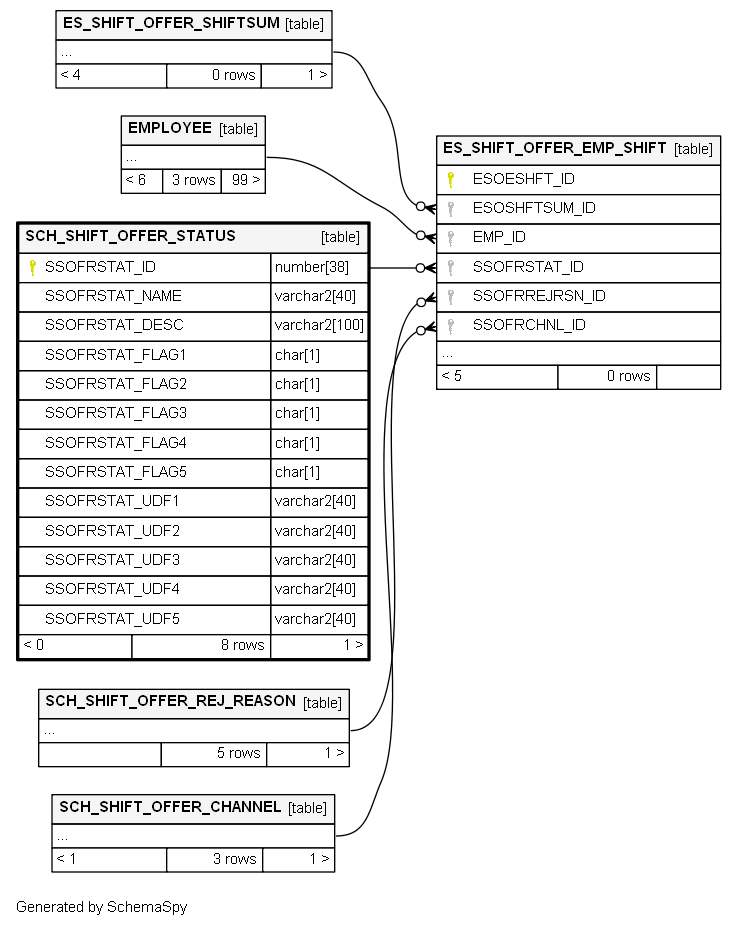 ES_SHIFT_OFFER_SHIFTSUM [table]
...
< 4 0 rows 1 >
EMPLOYEE [table]
...
< 6 3 rows 99 >
SCH_SHIFT_OFFER_STATUS [table]
SSOFRSTAT_ID number[38]
SSOFRSTAT_NAME varchar2[40]
SSOFRSTAT_DESC varchar2[100]
SSOFRSTAT_FLAG1 char[1]
SSOFRSTAT_FLAG2 char[1]
SSOFRSTAT_FLAG3 char[1]
SSOFRSTAT_FLAG4 char[1]
SSOFRSTAT_FLAG5 char[1]
SSOFRSTAT_UDF1 varchar2[40]
SSOFRSTAT_UDF2 varchar2[40]
SSOFRSTAT_UDF3 varchar2[40]
SSOFRSTAT_UDF4 varchar2[40]
SSOFRSTAT_UDF5 varchar2[40]
< 0 8 rows 1 >
SCH_SHIFT_OFFER_REJ_REASON [table]
...
5 rows 1 >
SCH_SHIFT_OFFER_CHANNEL [table]
...
< 1 3 rows 1 >
ES_SHIFT_OFFER_EMP_SHIFT [table]
ESOESHFT_ID
ESOSHFTSUM_ID
EMP_ID
SSOFRSTAT_ID
SSOFRREJRSN_ID
SSOFRCHNL_ID
...
< 5 0 rows
Generated by SchemaSpy